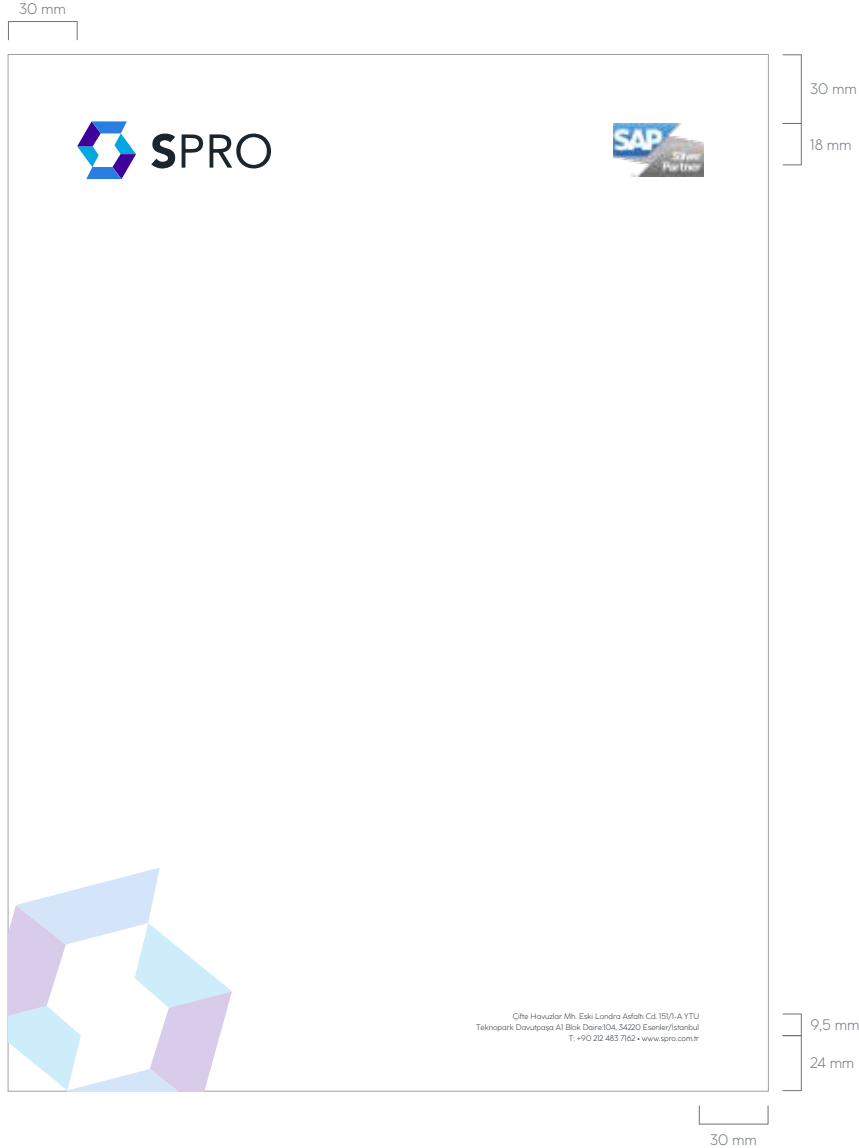 30 mm
30 mm
SPRO
SAP
Silver
Partner
18 mm
Çifte Havuzlar Mh. Eski Londra Asfaltı Cd. 151/1-A YTU
Teknopark Davutpaşa A1 Blok Daire:104, 34220 Esenler/İstanbul
T: +90 212 483 7162 • www.spro.com.tr
9,5 mm
24 mm
30 mm